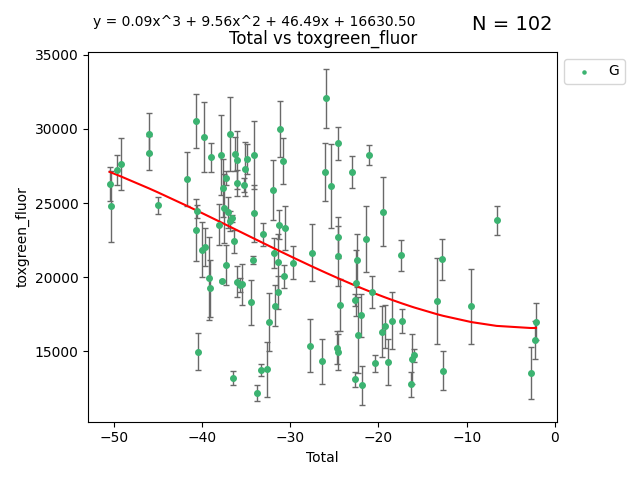 y = 0.09x^3 + 9.56x^2 + 46.49x + 16630.50
N = 102
Total vs toxgreen_fluor
G
35000
30000
25000
20000
15000
toxgreen_fluor
−50 −40 −30 −20 −10 0
Total